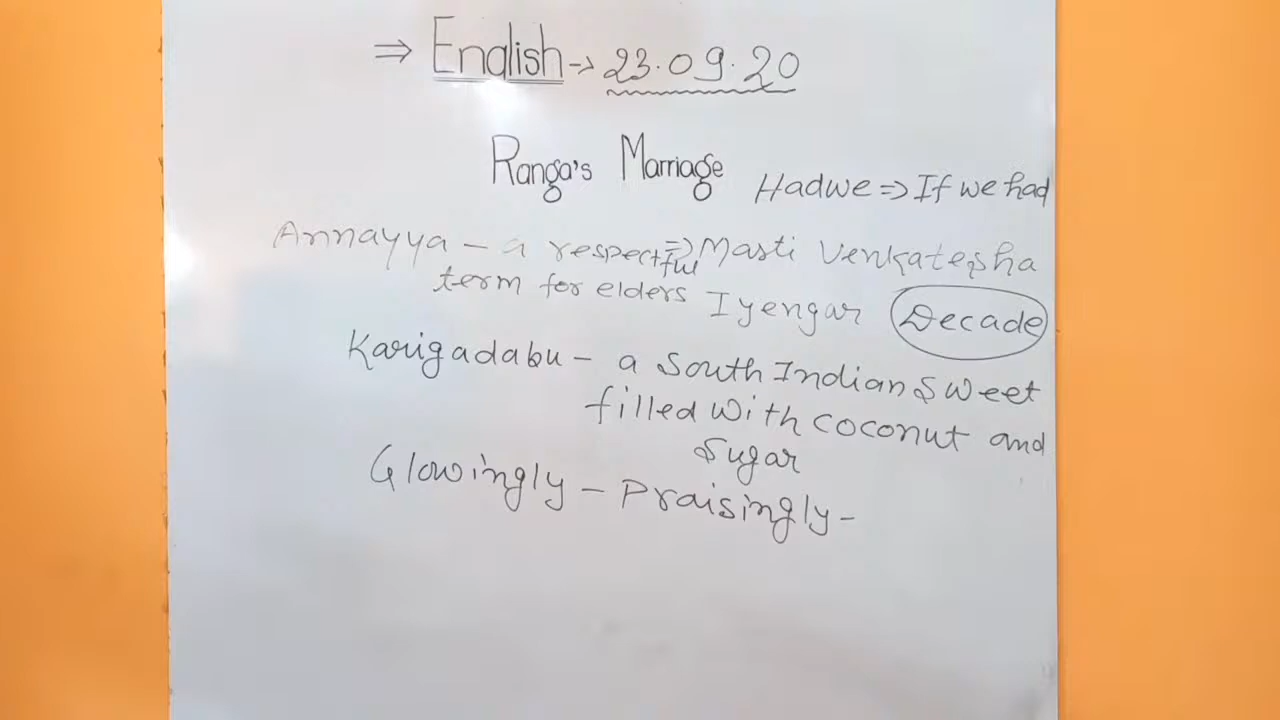 ⇒ English → 23.09.20
Ranga's Marriage
Hadwe ⇒ If we had
Annayya - a respectful
term for elders
⇒ Masti Venkatesha
Iyengar
Decade
Karigadabu - a South Indian Sweet
filled with coconut and
Sugar
Glowingly - Praisingly -